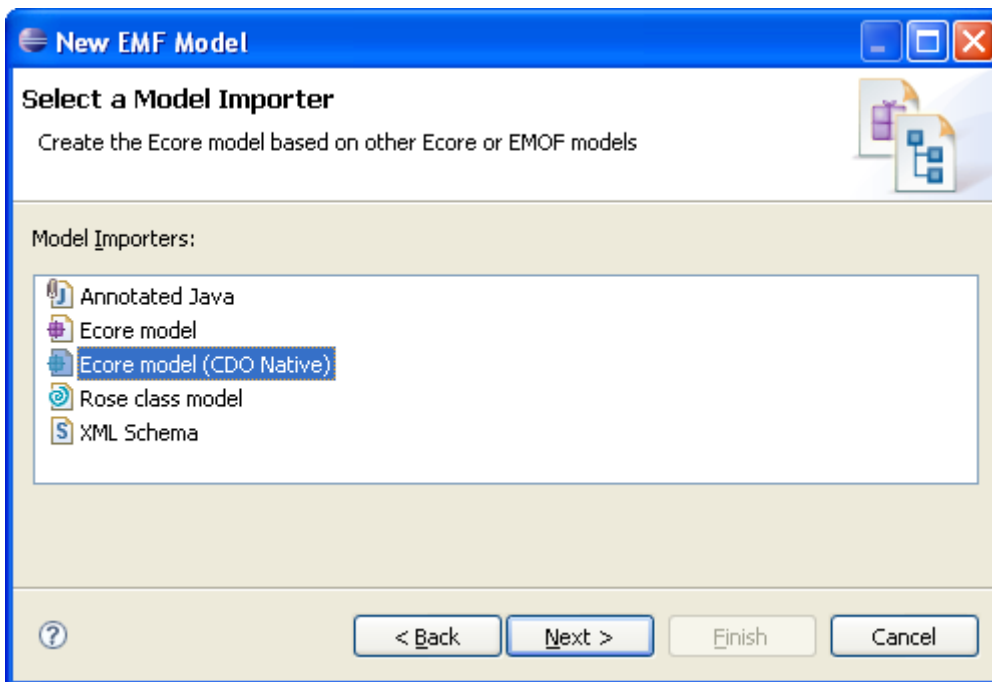 New EMF Model
Select a Model Importer
Create the Ecore model based on other Ecore or EMOF models
Model Importers:
Annotated Java
Ecore model
Ecore model (CDO Native)
Rose class model
XML Schema
< Back Next > Finish Cancel